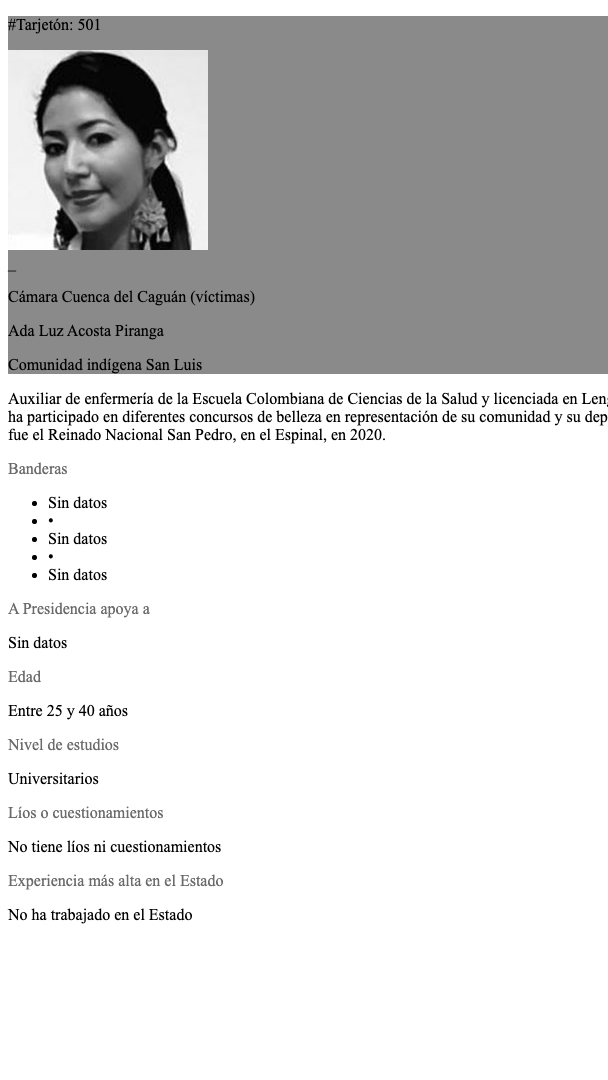 #Tarjetón: 501
_
Cámara Cuenca del Caguán (víctimas)
Ada Luz Acosta Piranga
Comunidad indígena San Luis
Auxiliar de enfermería de la Escuela Colombiana de Ciencias de la Salud y licenciada en
ha participado en diferentes concursos de belleza en representación de su comunidad y su
fue el Reinado Nacional San Pedro, en el Espinal, en 2020.
Banderas
• Sin datos
• •
• Sin datos
• •
• Sin datos
A Presidencia apoya a
Sin datos
Edad
Entre 25 y 40 años
Nivel de estudios
Universitarios
Líos o cuestionamientos
No tiene líos ni cuestionamientos
Experiencia más alta en el Estado
No ha trabajado en el Estado